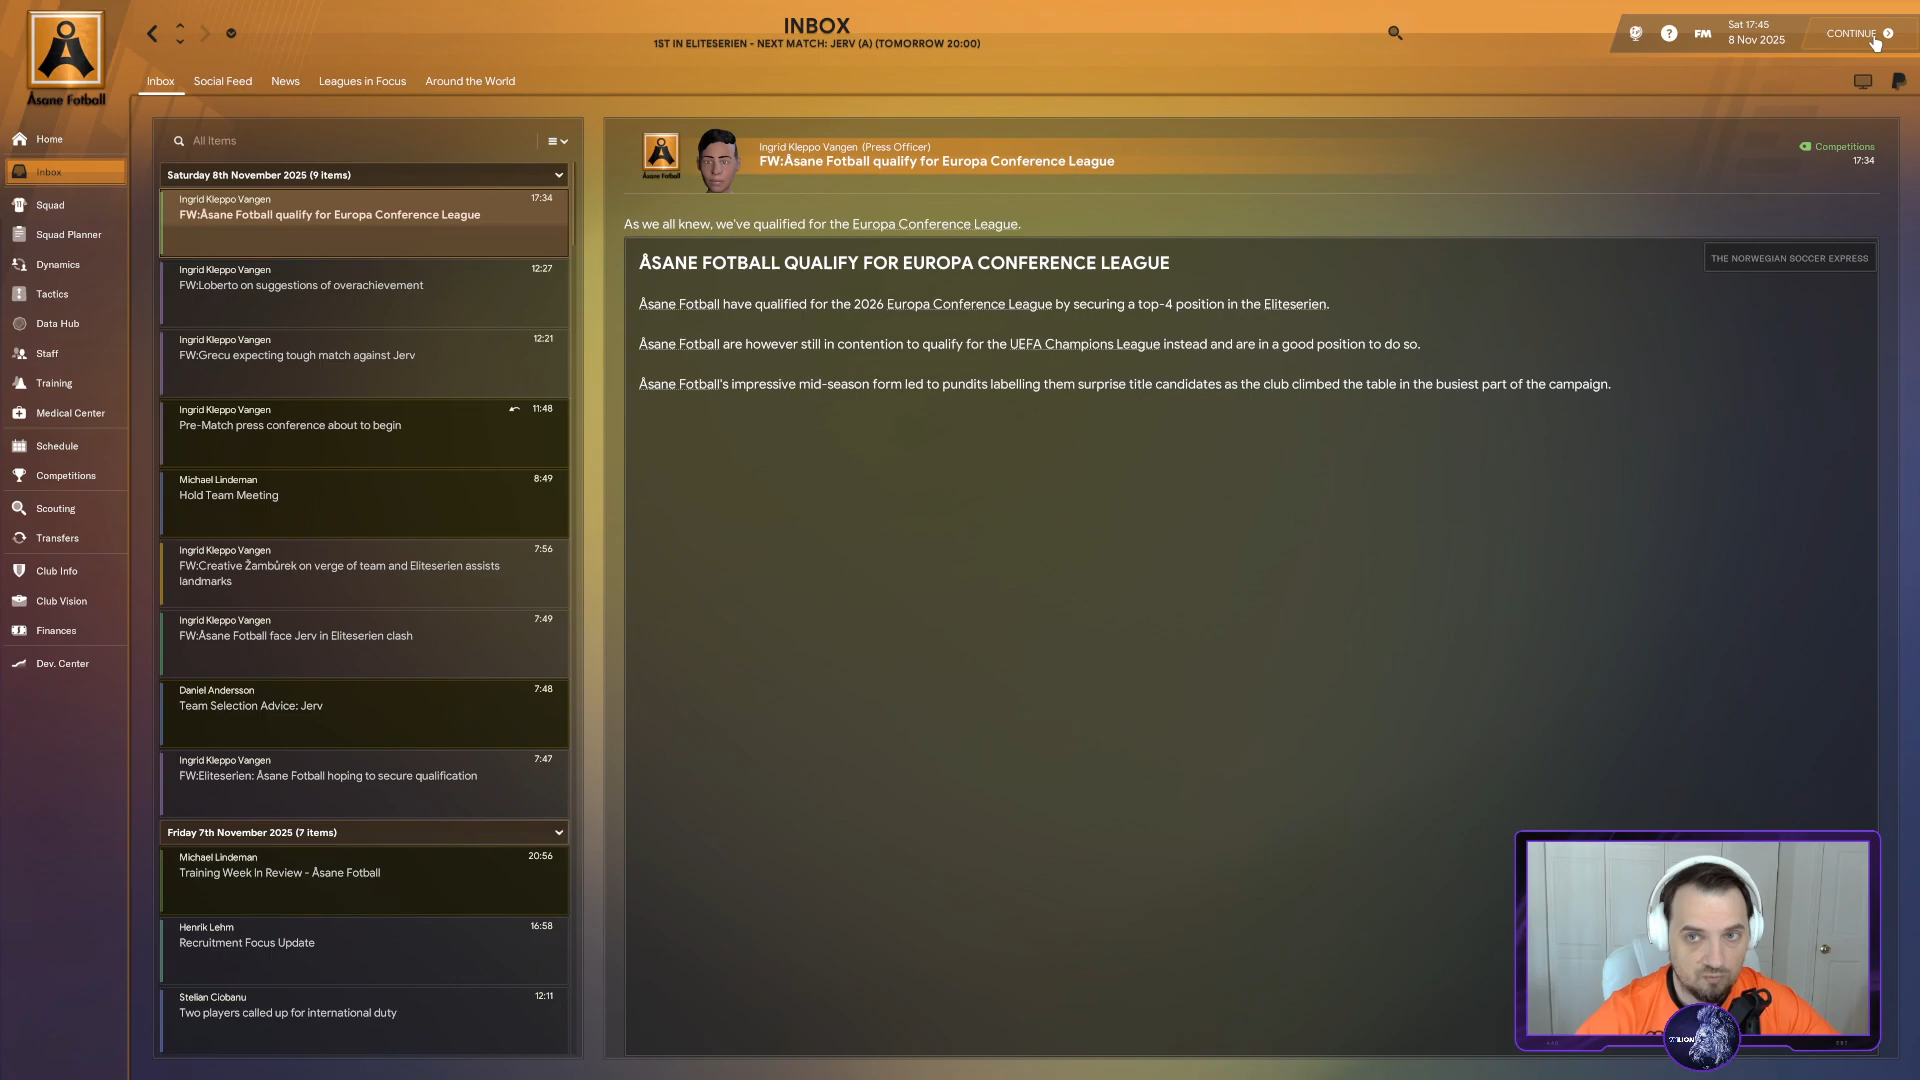 INBOX
1ST IN ELITESERIEN - NEXT MATCH: JERV (A) (TOMORROW 20:00)
?
FM
Sat 17:45
8 Nov 2025
CONTINUE
Åsane Fotball
Inbox
Social Feed
News
Leagues in Focus
Around the World
Home
Inbox
Squad
Squad Planner
Dynamics
Tactics
Data Hub
Staff
Training
Medical Center
Schedule
Competitions
Scouting
Transfers
Club Info
Club Vision
Finances
Dev. Center
All Items
Saturday 8th November 2025 (9 items)
Ingrid Kleppo Vangen
17:34
FW:Åsane Fotball qualify for Europa Conference League
Ingrid Kleppo Vangen
12:27
FW:Loberto on suggestions of overachievement
Ingrid Kleppo Vangen
12:21
FW:Grecu expecting tough match against Jerv
Ingrid Kleppo Vangen
11:48
Pre-Match press conference about to begin
Michael Lindeman
8:49
Hold Team Meeting
Ingrid Kleppo Vangen
7:56
FW:Creative Žambůrek on verge of team and Eliteserien assists
landmarks
Ingrid Kleppo Vangen
7:49
FW:Åsane Fotball face Jerv in Eliteserien clash
Daniel Andersson
7:48
Team Selection Advice: Jerv
Ingrid Kleppo Vangen
7:47
FW:Eliteserien: Åsane Fotball hoping to secure qualification
Friday 7th November 2025 (7 items)
Michael Lindeman
20:56
Training Week In Review - Åsane Fotball
Henrik Lehm
16:58
Recruitment Focus Update
Stelian Ciobanu
12:11
Two players called up for international duty
Åsane Fotball
Ingrid Kleppo Vangen (Press Officer)
FW:Åsane Fotball qualify for Europa Conference League
Competitions
17:34
As we all knew, we've qualified for the Europa Conference League.
ÅSANE FOTBALL QUALIFY FOR EUROPA CONFERENCE LEAGUE
THE NORWEGIAN SOCCER EXPRESS
Åsane Fotball have qualified for the 2026 Europa Conference League by securing a top-4 position in the Eliteserien.
Åsane Fotball are however still in contention to qualify for the UEFA Champions League instead and are in a good position to do so.
Åsane Fotball's impressive mid-season form led to pundits labelling them surprise title candidates as the club climbed the table in the busiest part of the campaign.